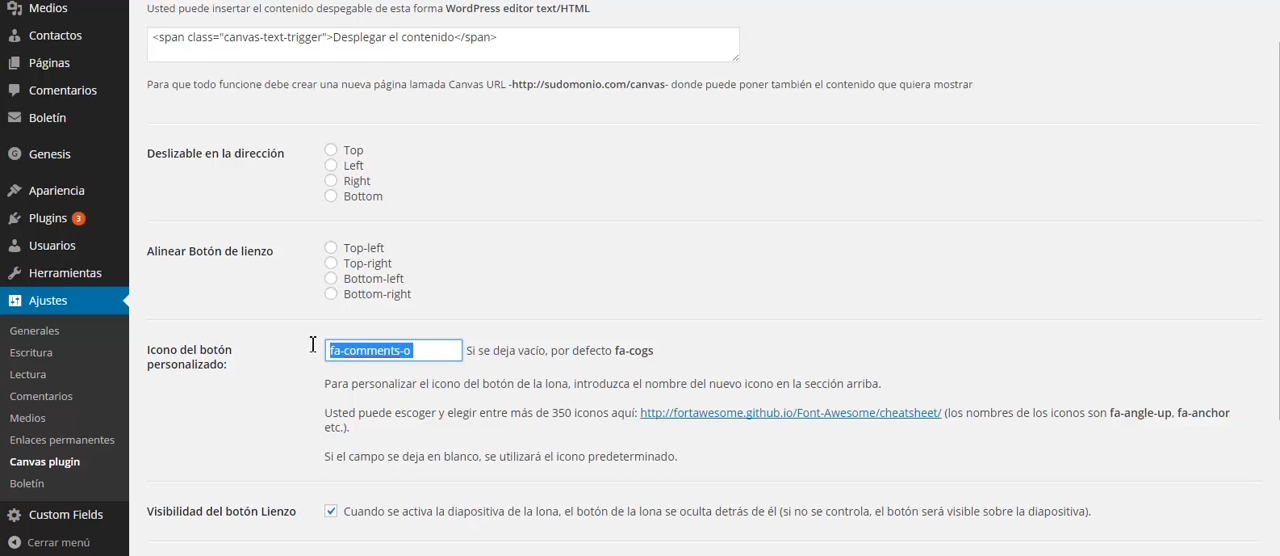 Medios
Contactos
Páginas
Comentarios
Boletín
Genesis
Apariencia
Plugins 3
Usuarios
Herramientas
Ajustes
Generales
Escritura
Lectura
Comentarios
Medios
Enlaces permanentes
Canvas plugin
Boletín
Custom Fields
Cerrar menú
Usted puede insertar el contenido despegable de esta forma WordPress editor text/HTML
<span class="canvas-text-trigger">Desplegar el contenido</span>
Para que todo funcione debe crear una nueva página lamada Canvas URL -http://sudomonio.com/canvas- donde puede poner también el contenido que quiera mostrar
Deslizable en la dirección
Top
Left
Right
Bottom
Alinear Botón de lienzo
Top-left
Top-right
Bottom-left
Bottom-right
Icono del botón
personalizado:
fa-comments-o Si se deja vacío, por defecto fa-cogs
Para personalizar el icono del botón de la lona, introduzca el nombre del nuevo icono en la sección arriba.
Usted puede escoger y elegir entre más de 350 iconos aquí: http://fortawesome.github.io/Font-Awesome/cheatsheet/ (los nombres de los iconos son fa-angle-up, fa-anchor
etc.).
Si el campo se deja en blanco, se utilizará el icono predeterminado.
Visibilidad del botón Lienzo
Cuando se activa la diapositiva de la lona, el botón de la lona se oculta detrás de él (si no se controla, el botón será visible sobre la diapositiva).